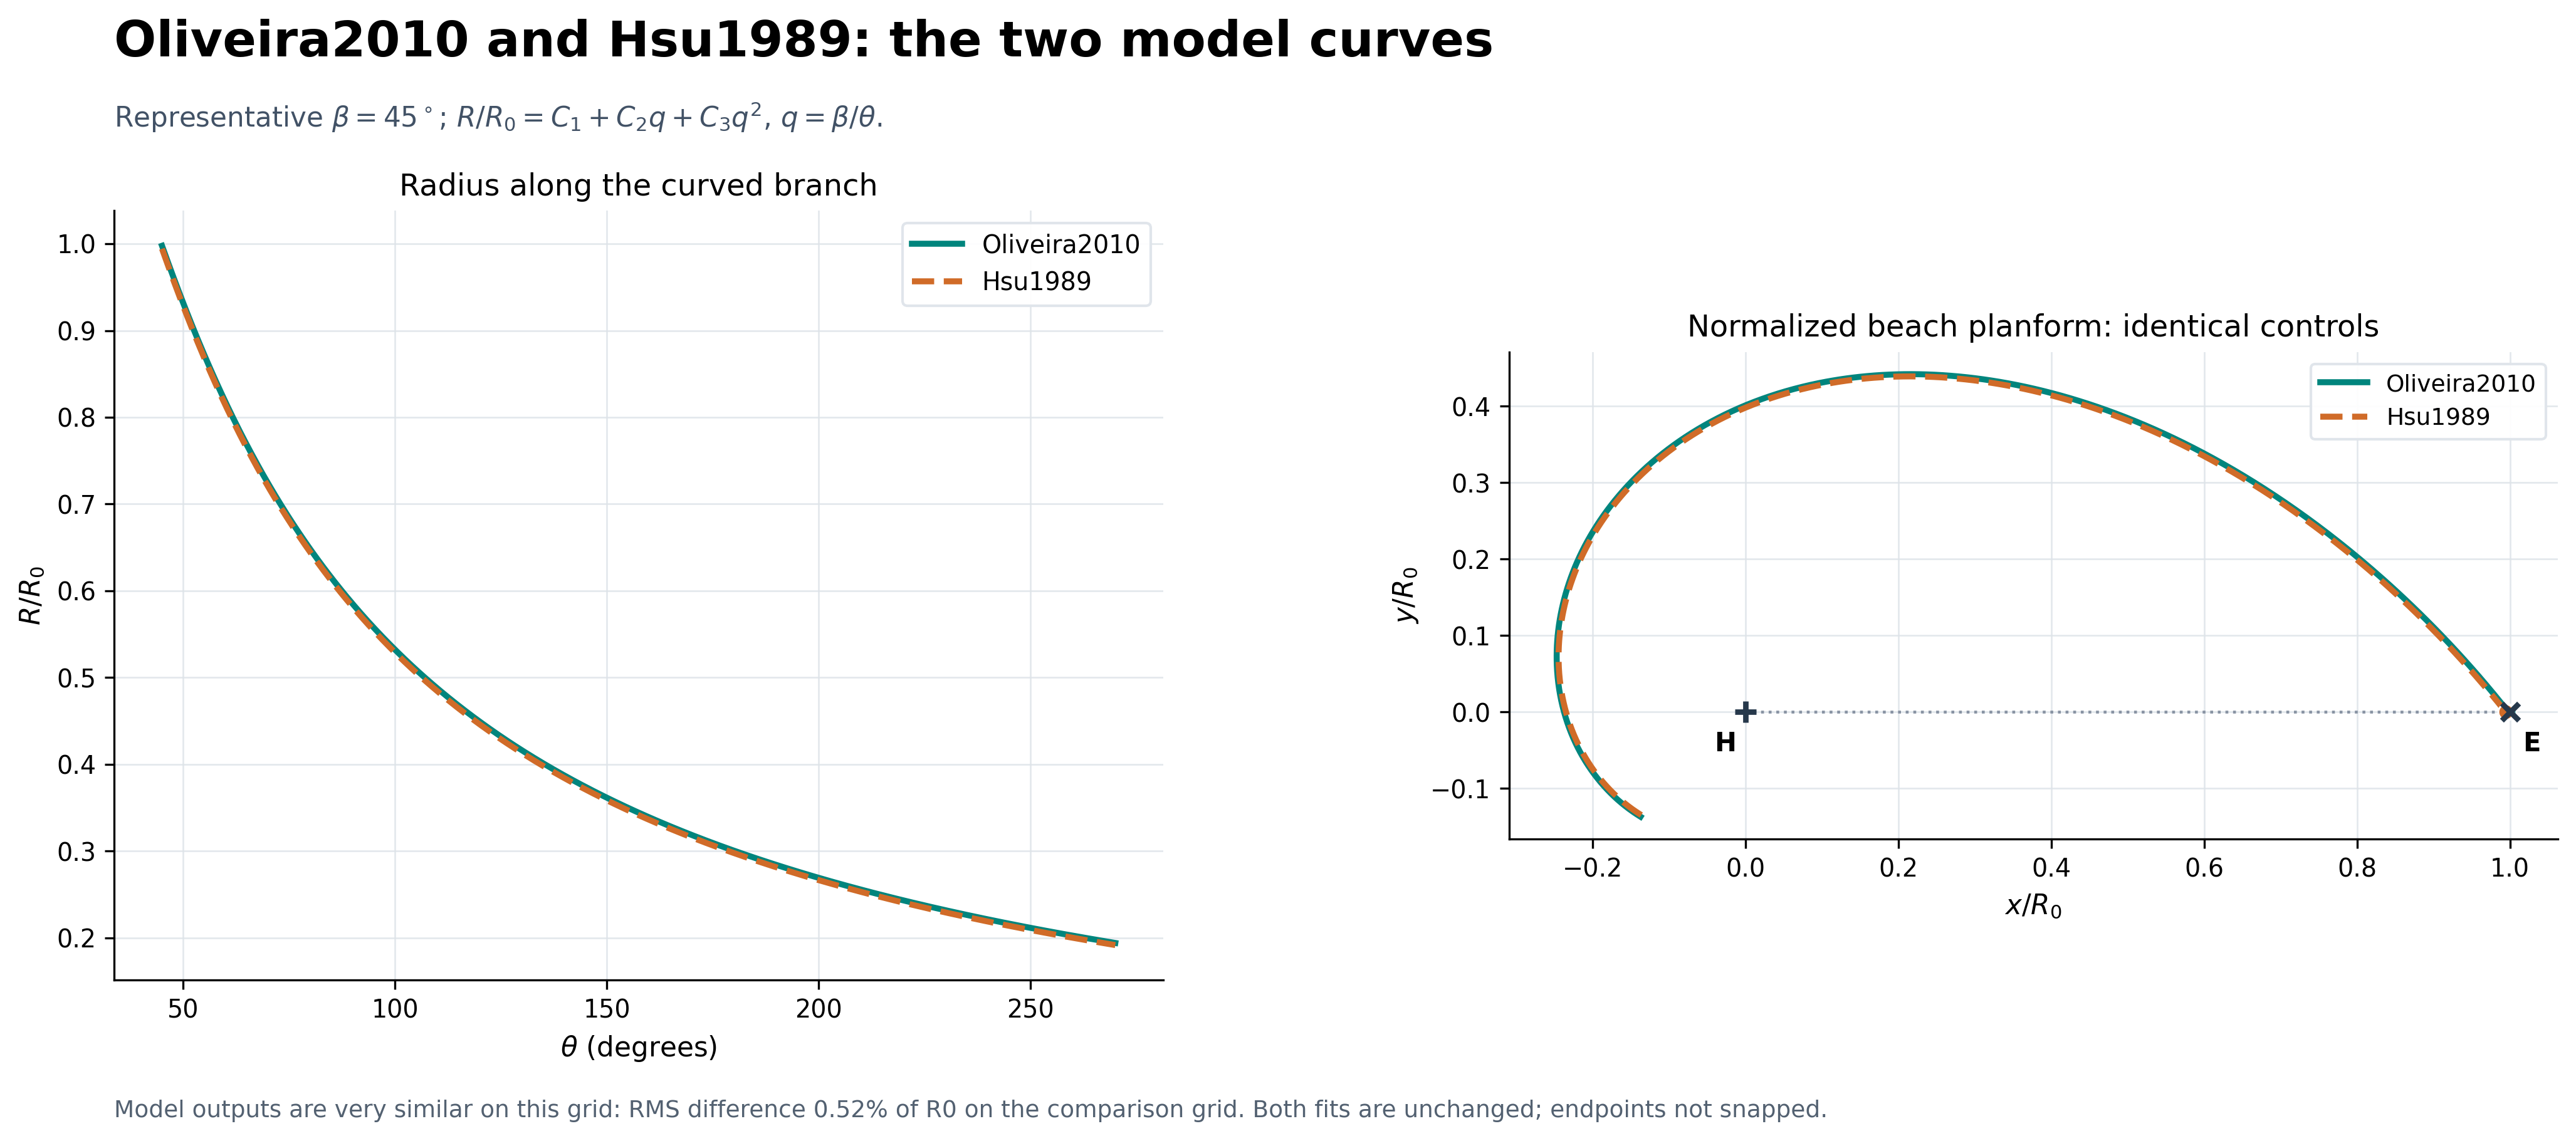 Oliveira2010 and Hsu1989: the two model curves
Representative β = 45°; R/R₀ = C₁ + C₂q + C₃q², q = β/θ.
Radius along the curved branch
Oliveira2010
Hsu1989
1.0
0.9
0.8
0.7
0.6
0.5
0.4
0.3
0.2
R/R₀
50 100 150 200 250
θ (degrees)
Normalized beach planform: identical controls
Oliveira2010
Hsu1989
0.4
0.3
0.2
0.1
0.0
−0.1
y/R₀
H
E
−0.2 0.0 0.2 0.4 0.6 0.8 1.0
x/R₀
Model outputs are very similar on this grid: RMS difference 0.52% of R0 on the comparison grid. Both fits are unchanged; endpoints not snapped.